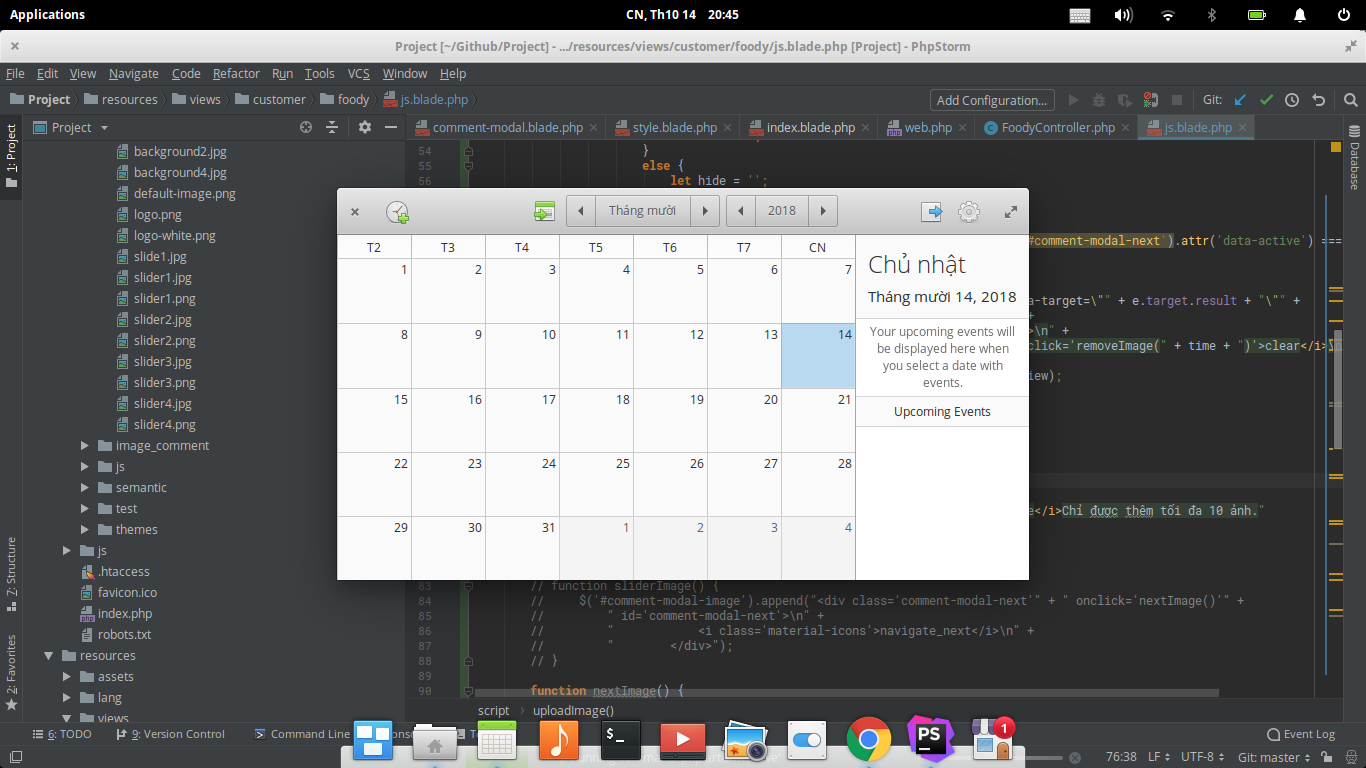 Applications
CN, Th10 14 20:45
Project [~/Github/Project] - .../resources/views/customer/foody/js.blade.php [Project] - PhpStorm
File Edit View Navigate Code Refactor Run Tools VCS Window Help
Project resources views customer foody js.blade.php
Add Configuration...
Git:
1: Project
Project
comment-modal.blade.php style.blade.php index.blade.php web.php FoodyController.php js.blade.php
Database
background2.jpg
background4.jpg
default-image.png
logo.png
logo-white.png
slide1.jpg
slider1.jpg
slider1.png
slider2.jpg
slider2.png
slider3.jpg
slider3.png
slider4.jpg
slider4.png
image_comment
js
semantic
test
themes
js
.htaccess
favicon.ico
index.php
robots.txt
resources
assets
lang
views
7: Structure
2: Favorites
54 }
55 else {
56 let hide = '';
#comment-modal-next').attr('data-active') ===
a-target=\"" + e.target.result + "\"" +
+
>\n" +
click='removeImage(" + time + ")'>clear</i>\n
ew);
e</i>Chỉ được thêm tối đa 10 ảnh."
Tháng mười
2018
T2 T3 T4 T5 T6 T7 CN
1 2 3 4 5 6 7
8 9 10 11 12 13 14
15 16 17 18 19 20 21
22 23 24 25 26 27 28
29 30 31 1 2 3 4
Chủ nhật
Tháng mười 14, 2018
Your upcoming events will
be displayed here when
you select a date with
events.
Upcoming Events
83 // function sliderImage() {
84 // $('#comment-modal-image').append("<div class='comment-modal-next'" + " onclick='nextImage()'" +
85 // " id='comment-modal-next'>\n" +
86 // " <i class='material-icons'>navigate_next</i>\n" +
87 // " </div>");
88 // }
89
90 function nextImage() {
script uploadImage()
6: TODO
9: Version Control
Command Line
Event Log
$_
PS
1
76:38 LF UTF-8 Git: master